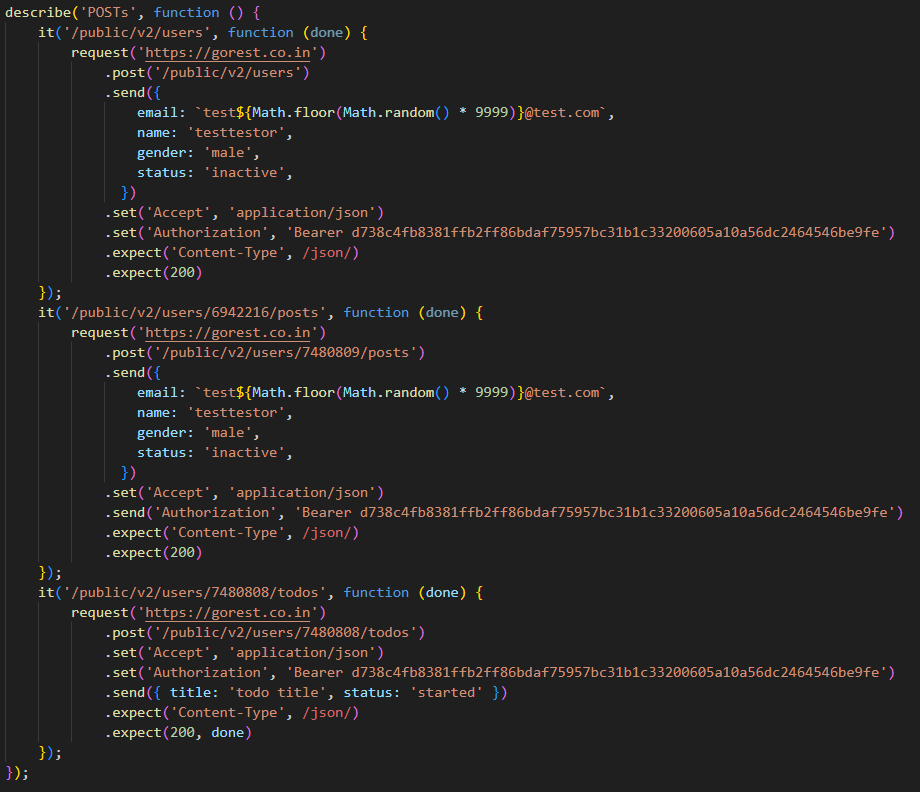 describe('POSTs', function () {
    it('/public/v2/users', function (done) {
        request('https://gorest.co.in')
            .post('/public/v2/users')
            .send({
                email: `test${Math.floor(Math.random() * 9999)}@test.com`,
                name: 'testtestor',
                gender: 'male',
                status: 'inactive',
              })
            .set('Accept', 'application/json')
            .set('Authorization', 'Bearer d738c4fb8381ffb2ff86bdaf75957bc31b1c33200605a10a56dc2464546be9fe')
            .expect('Content-Type', /json/)
            .expect(200)
    });
    it('/public/v2/users/6942216/posts', function (done) {
        request('https://gorest.co.in')
            .post('/public/v2/users/7480809/posts')
            .send({
                email: `test${Math.floor(Math.random() * 9999)}@test.com`,
                name: 'testtestor',
                gender: 'male',
                status: 'inactive',
              })
            .set('Accept', 'application/json')
            .send('Authorization', 'Bearer d738c4fb8381ffb2ff86bdaf75957bc31b1c33200605a10a56dc2464546be9fe')
            .expect('Content-Type', /json/)
            .expect(200)
    });
    it('/public/v2/users/7480808/todos', function (done) {
        request('https://gorest.co.in')
            .post('/public/v2/users/7480808/todos')
            .set('Accept', 'application/json')
            .set('Authorization', 'Bearer d738c4fb8381ffb2ff86bdaf75957bc31b1c33200605a10a56dc2464546be9fe')
            .send({ title: 'todo title', status: 'started' })
            .expect('Content-Type', /json/)
            .expect(200, done)
    });
});